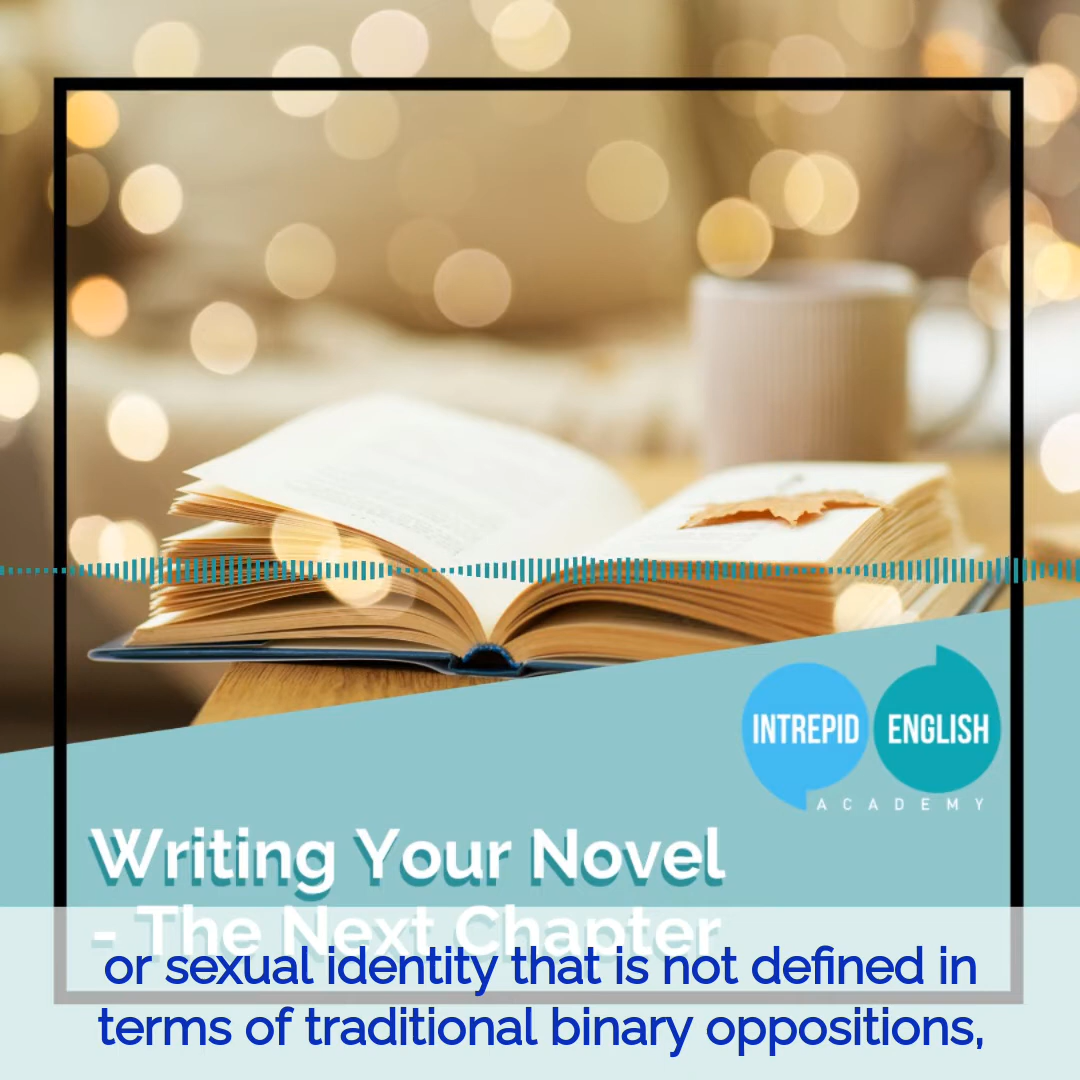 INTREPID ENGLISH
ACADEMY
Writing Your Novel
- The Next Chapter
or sexual identity that is not defined in
terms of traditional binary oppositions,